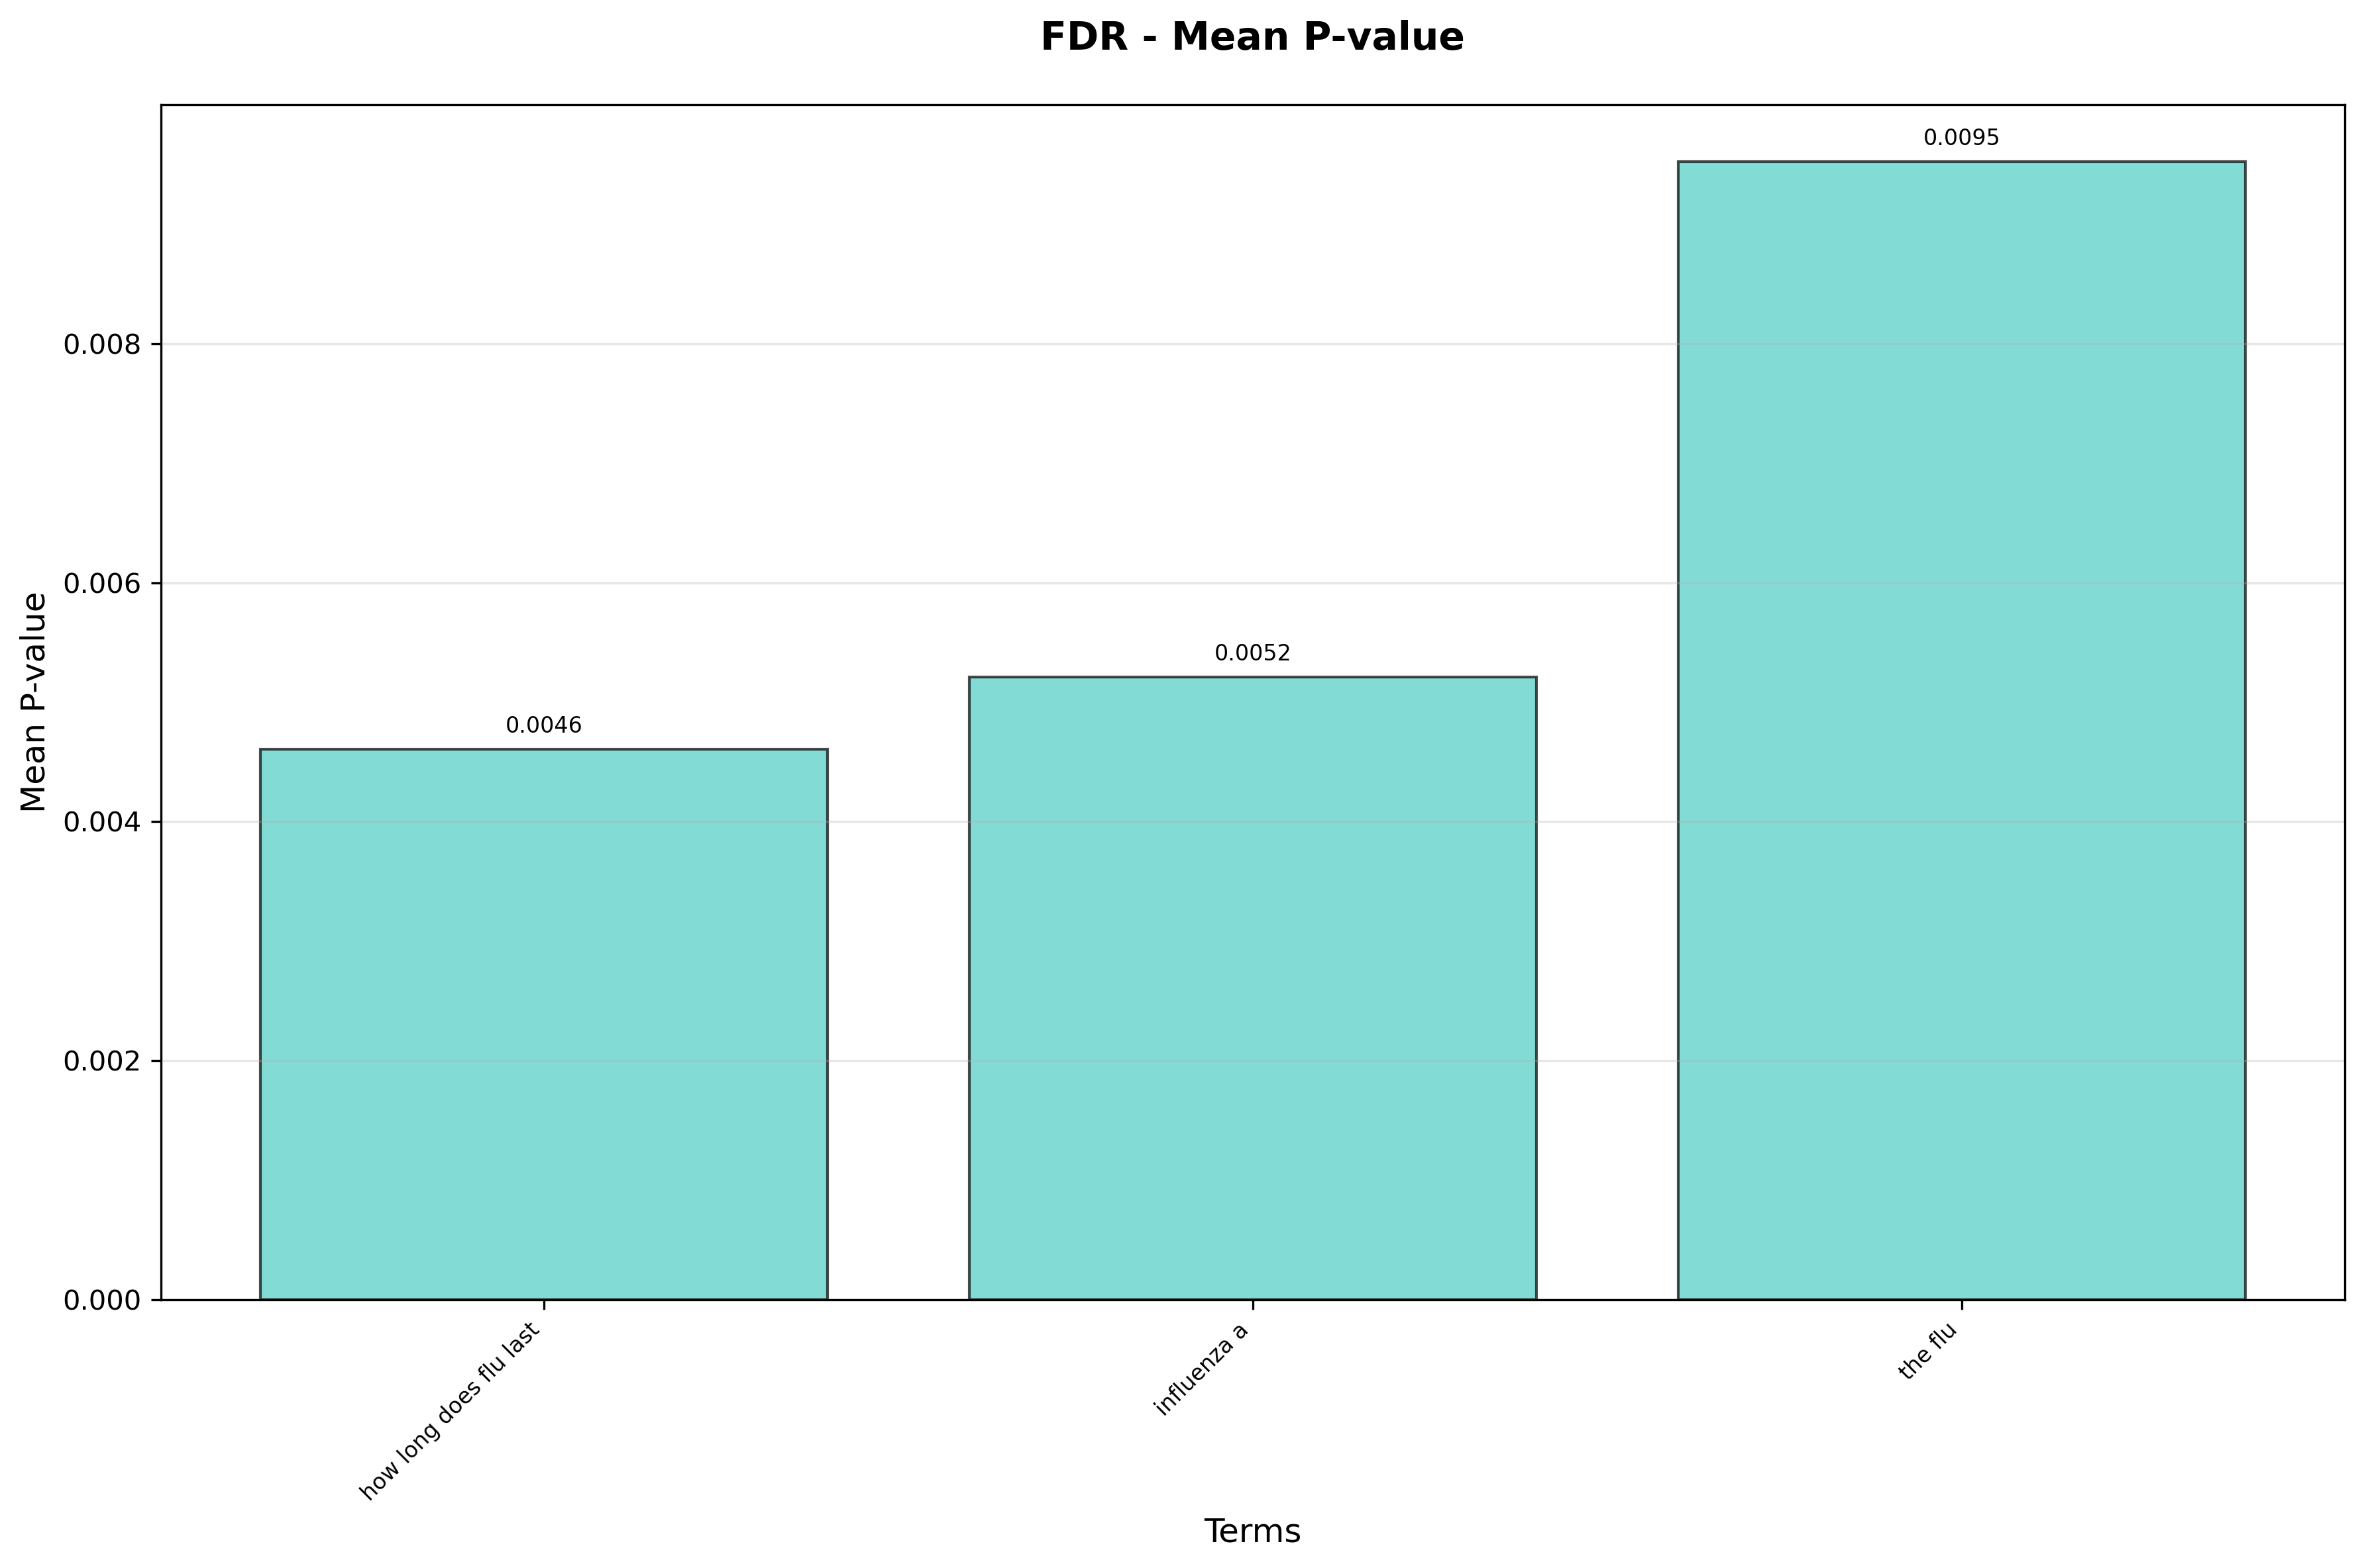 FDR - Mean P-value
Mean P-value
0.008
0.006
0.004
0.002
0.000
0.0046
0.0052
0.0095
how long does flu last
influenza a
the flu
Terms